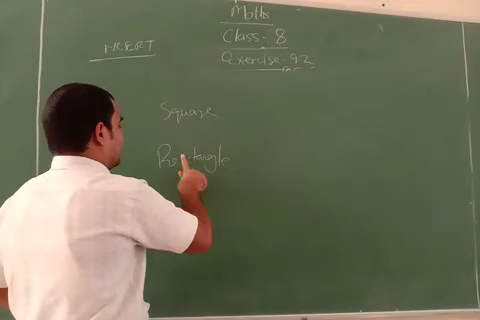 Maths
Class. 8
NCERT
Exercise. 9.2
Square
Rectangle